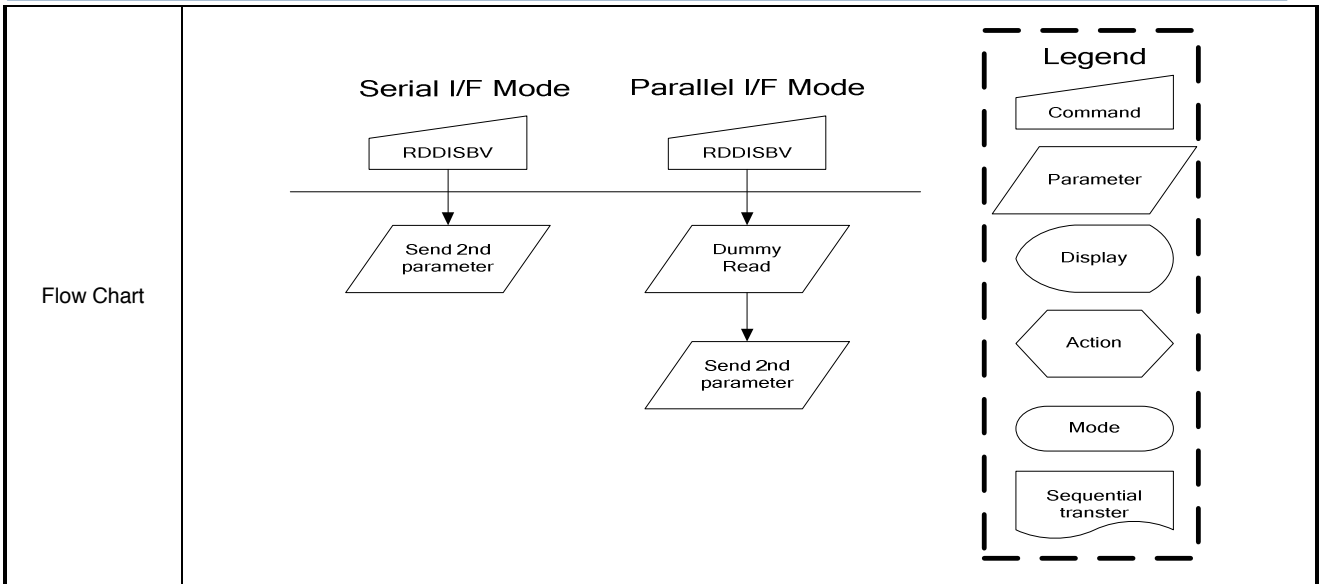 Flow Chart
Serial I/F Mode
RDDISBV
Send 2nd
parameter
Parallel I/F Mode
RDDISBV
Dummy
Read
Send 2nd
parameter
Legend
Command
Parameter
Display
Action
Mode
Sequential
transter